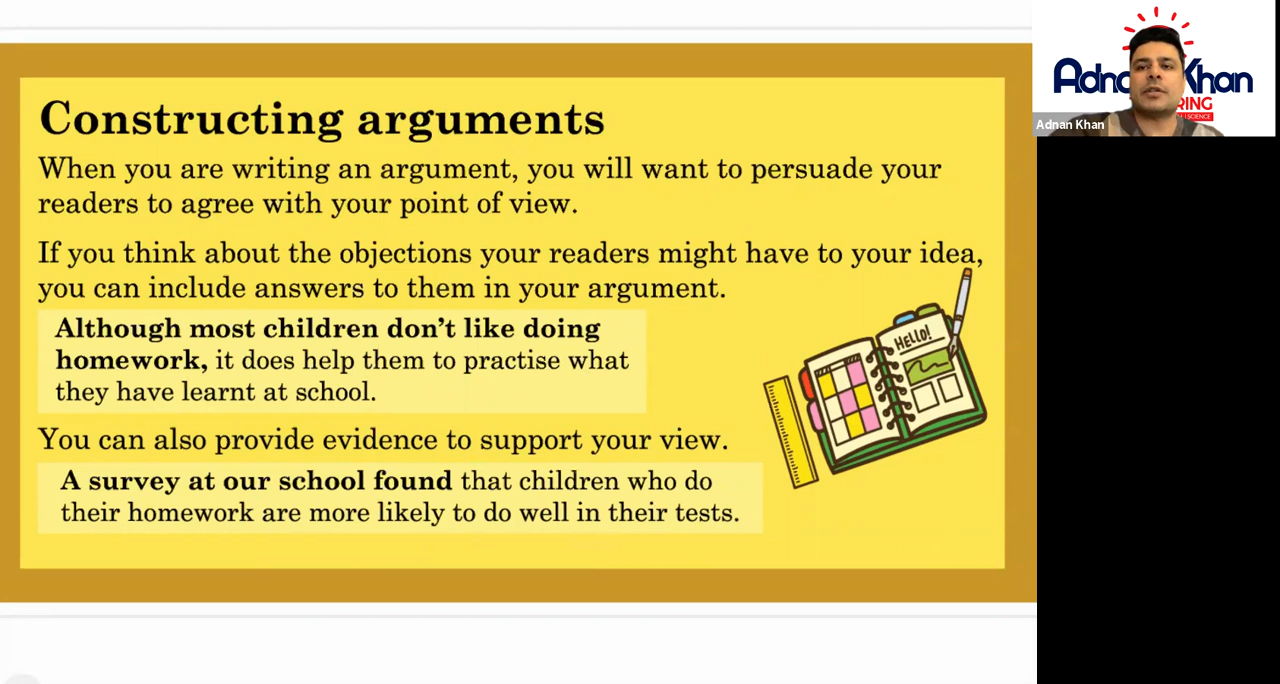 Constructing arguments
When you are writing an argument, you will want to persuade your
readers to agree with your point of view.
If you think about the objections your readers might have to your idea,
you can include answers to them in your argument.
Although most children don't like doing
homework, it does help them to practise what
they have learnt at school.
You can also provide evidence to support your view.
A survey at our school found that children who do
their homework are more likely to do well in their tests.
HELLO!
Khan
Adnan Khan